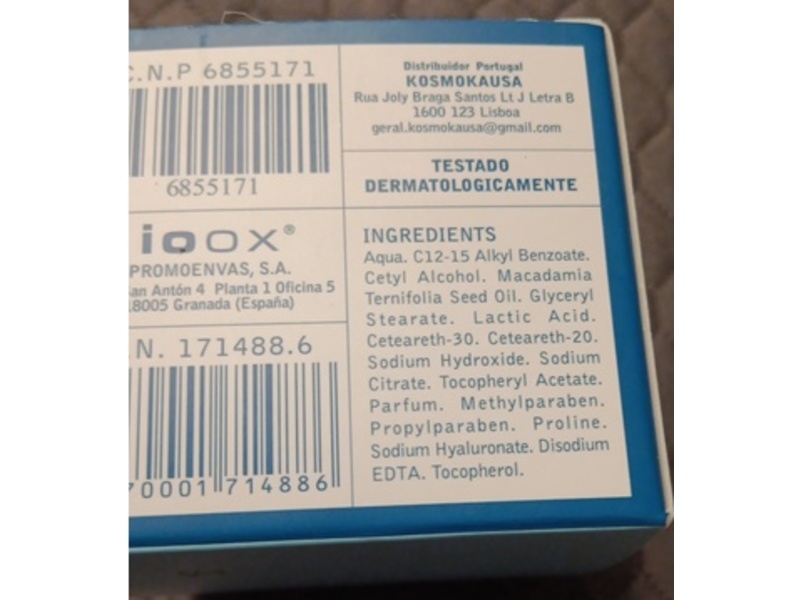 C.N.P 6855171
6855171
ioox®
PROMOENVAS, S.A.
San Antón 4 Planta 1 Oficina 5
18005 Granada (España)
.N. 171488.6
70001 714886
Distribuidor Portugal
KOSMOKAUSA
Rua Joly Braga Santos Lt J Letra B
1600 123 Lisboa
geral.kosmokausa@gmail.com
TESTADO
DERMATOLOGICAMENTE
INGREDIENTS
Aqua. C12-15 Alkyl Benzoate.
Cetyl Alcohol. Macadamia
Ternifolia Seed Oil. Glyceryl
Stearate. Lactic Acid.
Ceteareth-30. Ceteareth-20.
Sodium Hydroxide. Sodium
Citrate. Tocopheryl Acetate.
Parfum. Methylparaben.
Propylparaben. Proline.
Sodium Hyaluronate. Disodium
EDTA. Tocopherol.